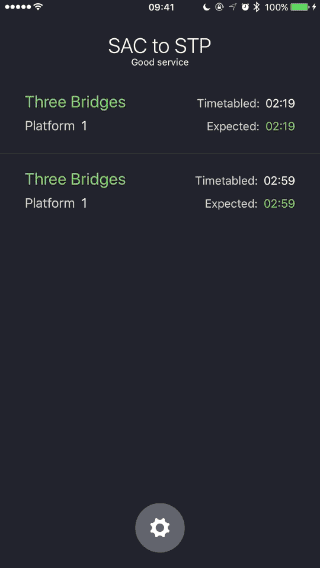 09:41
100%
SAC to STP
Good service
Three Bridges
Timetabled: 02:19
Platform 1
Expected: 02:19
Three Bridges
Timetabled: 02:59
Platform 1
Expected: 02:59